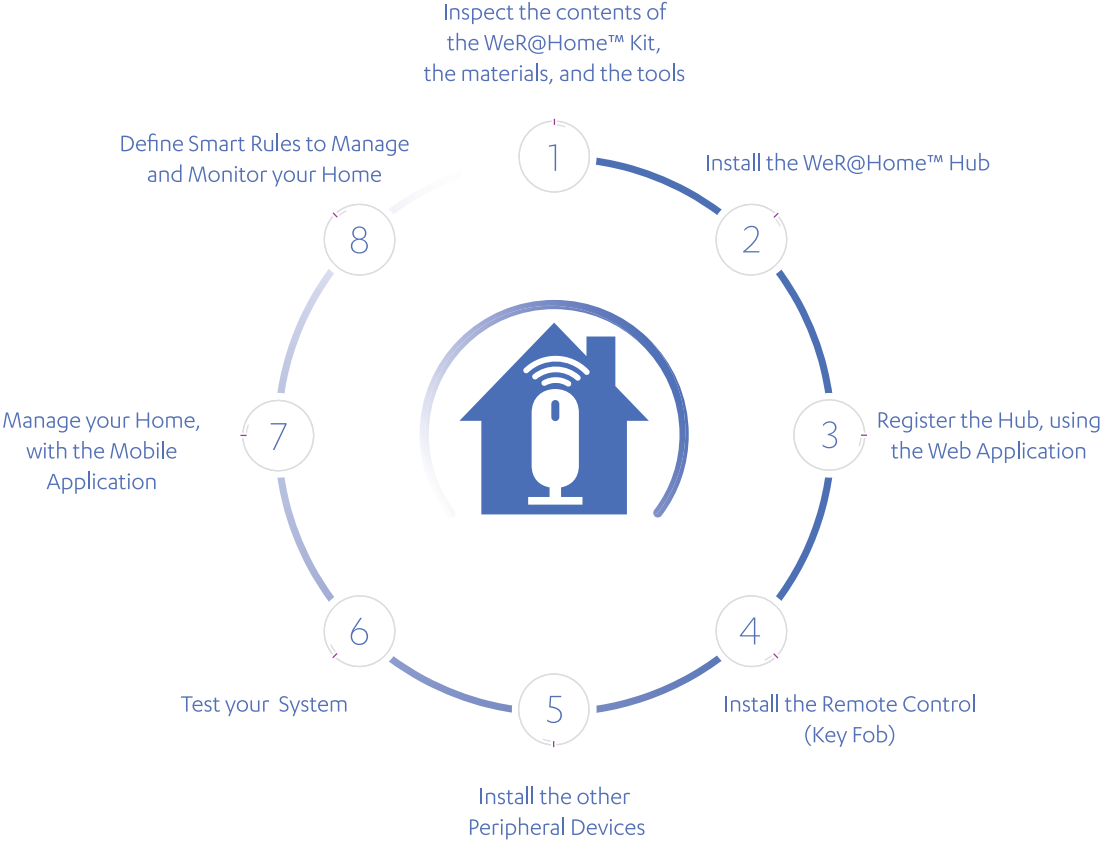 Inspect the contents of
the WeR@Home™ Kit,
the materials, and the tools
1
Install the WeR@Home™ Hub
2
Register the Hub, using
the Web Application
3
4
Install the Remote Control
(Key Fob)
5
Install the other
Peripheral Devices
6
Test your System
7
Manage your Home,
with the Mobile
Application
8
Define Smart Rules to Manage
and Monitor your Home